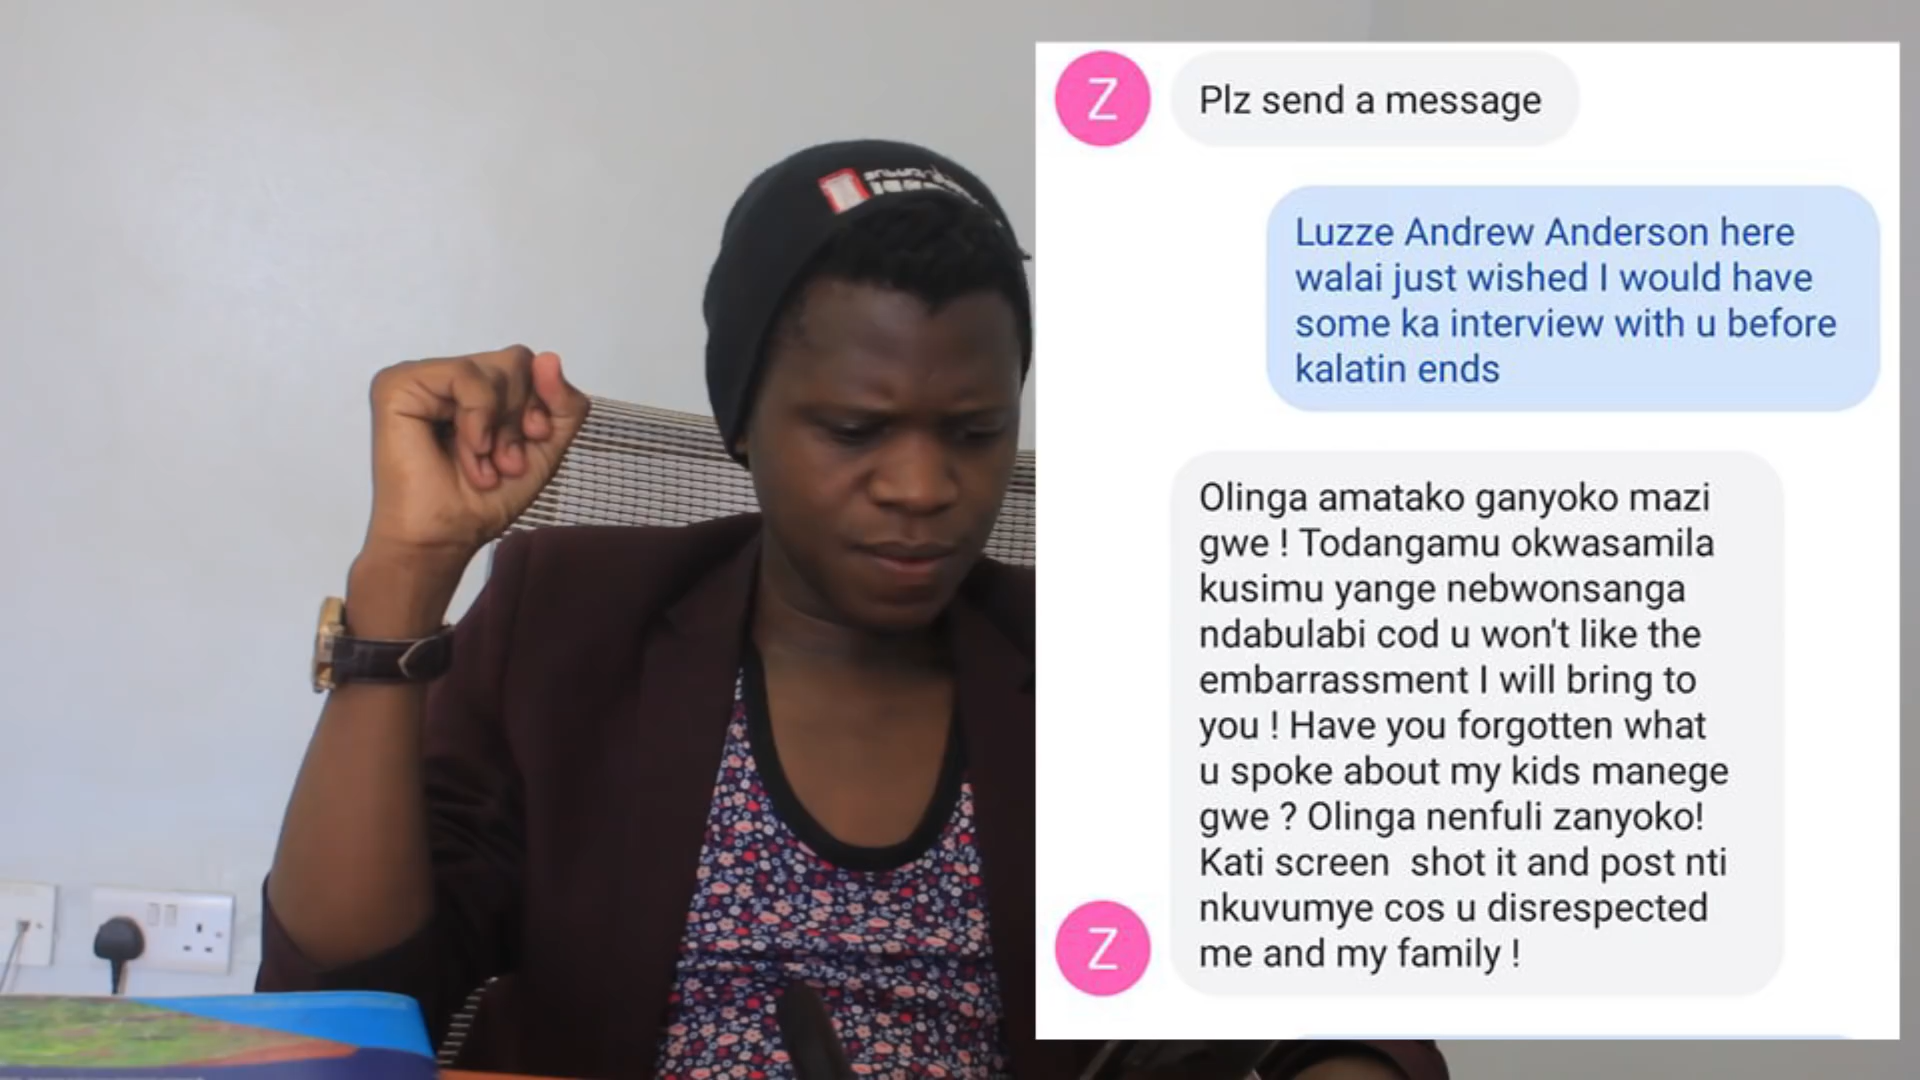 Z
Plz send a message
Luzze Andrew Anderson here
walai just wished I would have
some ka interview with u before
kalatin ends
Olinga amatako ganyoko mazi
gwe ! Todangamu okwasamila
kusimu yange nebwonsanga
ndabulabi cod u won't like the
embarrassment I will bring to
you ! Have you forgotten what
u spoke about my kids manege
gwe ? Olinga nenfuli zanyoko!
Kati screen  shot it and post nti
nkuvumye cos u disrespected
me and my family !
Z